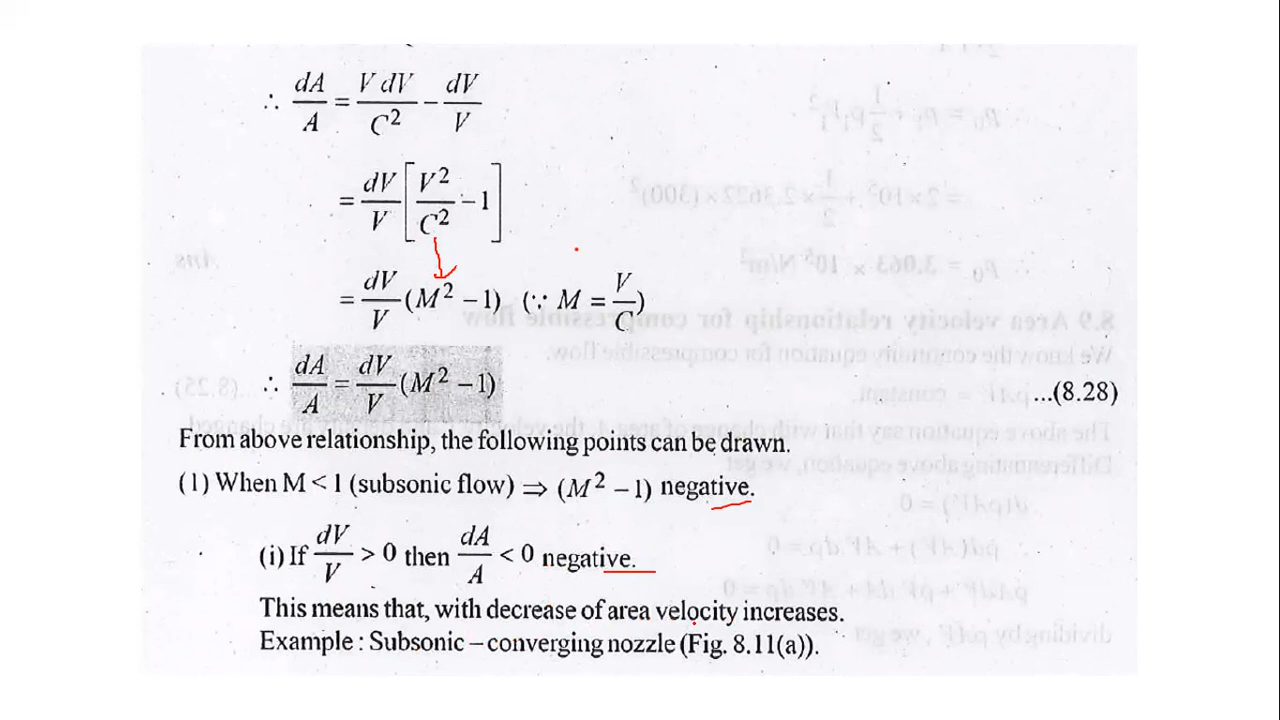 ∴ dA/A = V dV/C² − dV/V
= dV/V [V²/C² − 1]
= dV/V (M² − 1) (∵ M = V/C)
∴ dA/A = dV/V (M² − 1) ...(8.28)
From above relationship, the following points can be drawn.
(1) When M < 1 (subsonic flow) ⇒ (M² − 1) negative.
(i) If dV/V > 0 then dA/A < 0 negative.
This means that, with decrease of area velocity increases.
Example : Subsonic – converging nozzle (Fig. 8.11(a)).